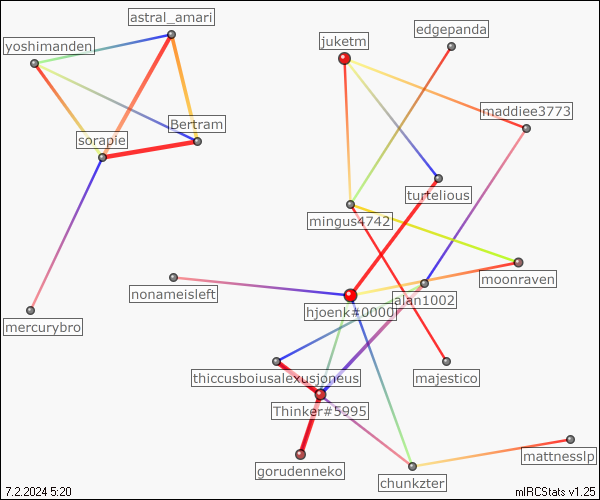 astral_amari
yoshimanden
edgepanda
juketm
maddiee3773
Bertram
sorapie
turtelious
mingus4742
moonraven
nonameisleft
alan1002
hjoenk#0000
mercurybro
thiccusboiusalexusjoneus
majestico
Thinker#5995
mattnesslp
gorudenneko
chunkzter
7.2.2024 5:20
mIRCStats v1.25